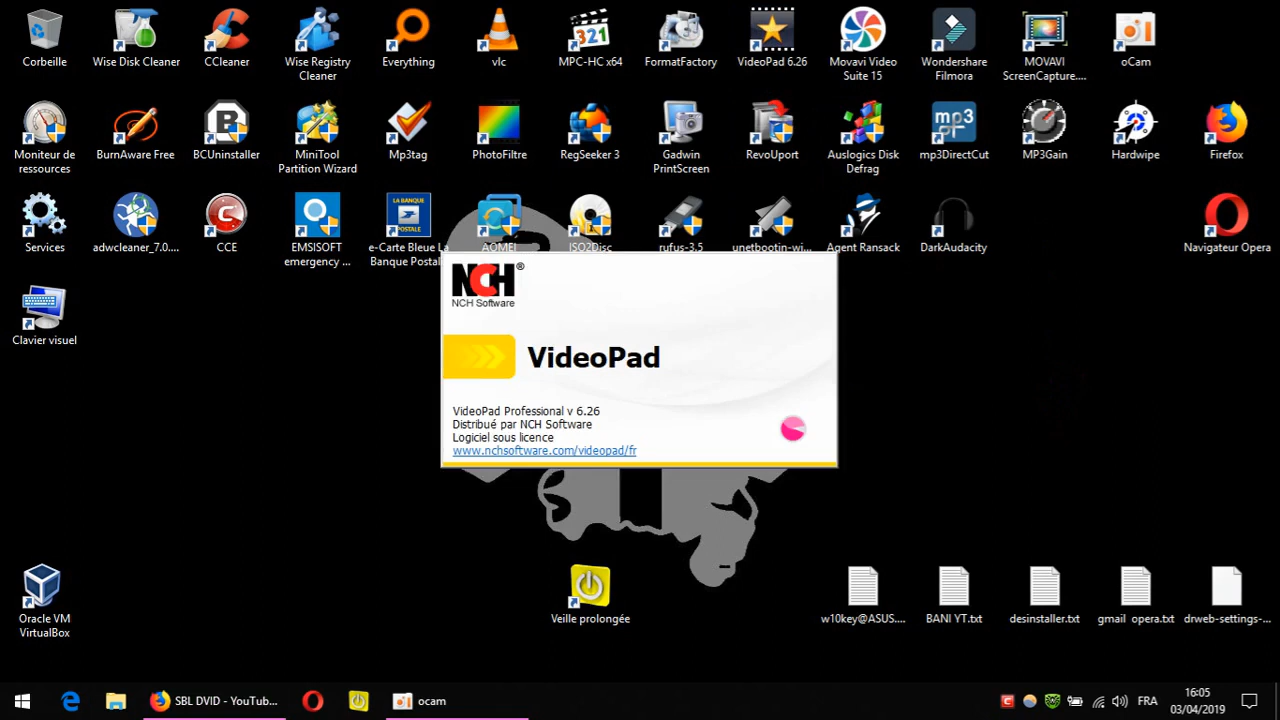 Corbeille
Wise Disk Cleaner
CCleaner
Wise Registry
Cleaner
Everything
vlc
321
MPC-HC x64
FormatFactory
VideoPad 6.26
Movavi Video
Suite 15
Wondershare
Filmora
MOVAVI
ScreenCapture....
oCam
Moniteur de
ressources
BurnAware Free
B
BCUninstaller
MiniTool
Partition Wizard
Mp3tag
PhotoFiltre
RegSeeker 3
Gadwin
PrintScreen
RevoUport
Auslogics Disk
Defrag
mp3
mp3DirectCut
MP3Gain
Hardwipe
Firefox
Services
adwcleaner_7.0....
C
CCE
EMSISOFT
emergency ...
LA BANQUE
POSTALE
e-Carte Bleue La
Banque Postale
AOMEI
ISO2Disc
rufus-3.5
unetbootin-wi...
Agent Ransack
DarkAudacity
Navigateur Opera
Clavier visuel
NCH®
NCH Software
VideoPad
VideoPad Professional v 6.26
Distribué par NCH Software
Logiciel sous licence
www.nchsoftware.com/videopad/fr
Oracle VM
VirtualBox
Veille prolongée
w10key@ASUS....
BANI YT.txt
desinstaller.txt
gmail opera.txt
drweb-settings-...
SBL DVID - YouTub...
ocam
FRA
16:05
03/04/2019